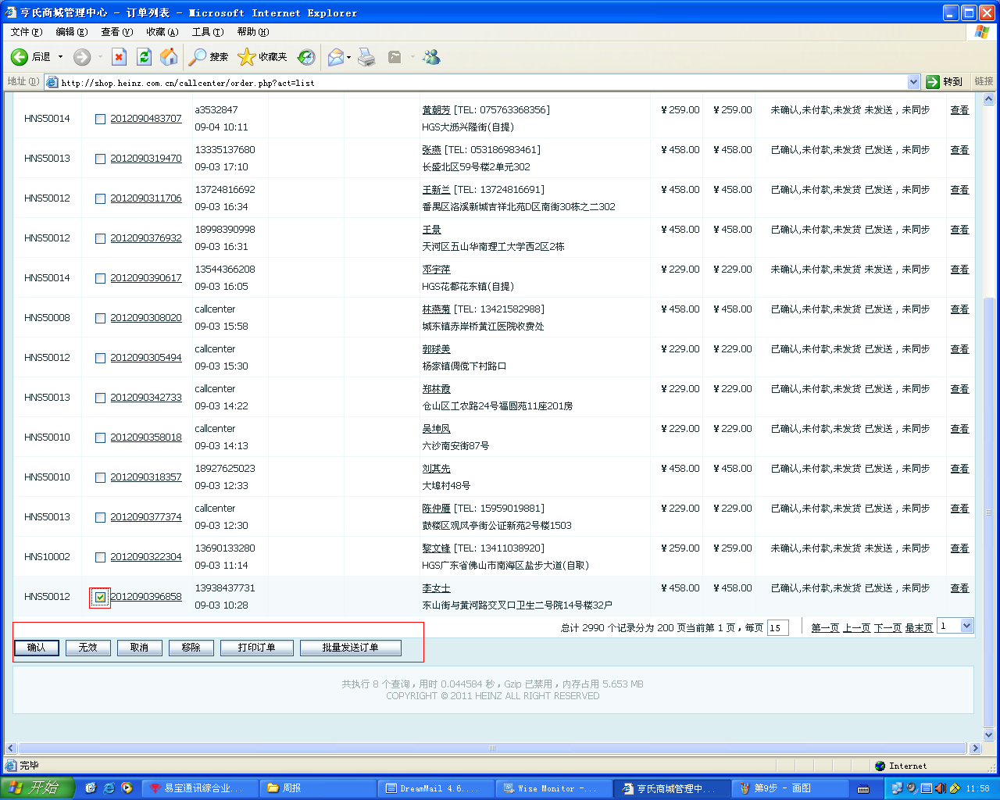 亨氏商城管理中心 - 订单列表 - Microsoft Internet Explorer
文件(F) 编辑(E) 查看(V) 收藏(A) 工具(T) 帮助(H)
后退 搜索 收藏夹
地址(D) http://shop.heinz.com.cn/callcenter/order.php?act=list 转到 链接
HNS50014 2012090483707 a3532847 黄朝芳 [TEL: 075763368356] ¥259.00 ¥259.00 未确认,未付款,未发货 未发送，未同步 查看
09-04 10:11 HGS大沥兴隆街(自提)
HNS50013 2012090319470 13335137680 张燕 [TEL: 053186983461] ¥458.00 ¥458.00 已确认,未付款,未发货 已发送，未同步 查看
09-03 17:10 长盛北区59号楼2单元302
HNS50012 2012090311706 13724816692 王新兰 [TEL: 13724816691] ¥458.00 ¥458.00 已确认,未付款,未发货 已发送，未同步 查看
09-03 16:34 番禺区洛溪新城吉祥北苑D区南街30栋之二302
HNS50012 2012090376932 18998390998 王景 ¥458.00 ¥458.00 已确认,未付款,未发货 已发送，未同步 查看
09-03 16:31 天河区五山华南理工大学西2区2栋
HNS50014 2012090390617 13544366208 邓宇萍 ¥229.00 ¥229.00 未确认,未付款,未发货 未发送，未同步 查看
09-03 16:05 HGS花都花东镇(自提)
HNS50008 2012090308020 callcenter 林燕菊 [TEL: 13421582988] ¥458.00 ¥458.00 已确认,未付款,未发货 已发送，未同步 查看
09-03 15:58 城东镇赤岸桥黄江医院收费处
HNS50012 2012090305494 callcenter 郭球美 ¥229.00 ¥229.00 已确认,未付款,未发货 已发送，未同步 查看
09-03 15:30 杨家镇倜傥下村路口
HNS50013 2012090342733 callcenter 郑林霞 ¥229.00 ¥229.00 已确认,未付款,未发货 已发送，未同步 查看
09-03 14:22 仓山区工农路24号福圆苑11座201房
HNS50010 2012090358018 callcenter 吴坤凤 ¥229.00 ¥229.00 已确认,未付款,未发货 已发送，未同步 查看
09-03 14:13 六沙南安街87号
HNS50010 2012090318357 18927625023 刘其先 ¥458.00 ¥458.00 已确认,未付款,未发货 已发送，未同步 查看
09-03 12:33 大埠村48号
HNS50013 2012090377374 callcenter 陈仲雁 [TEL: 15959019881] ¥229.00 ¥229.00 已确认,未付款,未发货 已发送，未同步 查看
09-03 12:30 鼓楼区观风亭街公证新苑2号楼1503
HNS10002 2012090322304 13690133280 黎文锋 [TEL: 13411038920] ¥259.00 ¥259.00 未确认,未付款,未发货 未发送，未同步 查看
09-03 11:14 HGS广东省佛山市南海区盐步大道(自取)
HNS50012 2012090396858 13938437731 李女士 ¥458.00 ¥458.00 已确认,未付款,未发货 已发送，未同步 查看
09-03 10:28 东山街与黄河路交叉口卫生二号院14号楼32户
总计 2990 个记录分为 200 页当前第 1 页，每页 15 第一页 上一页 下一页 最末页 1
确认 无效 取消 移除 打印订单 批量发送订单
共执行 8 个查询，用时 0.044584 秒，Gzip 已禁用，内存占用 5.653 MB
COPYRIGHT © 2011 HEINZ ALL RIGHT RESERVED
完毕 Internet
开始 易宝通讯综合业... 周报 DreamMail 4.6.... Wise Monitor -... 亨氏商城管理中... 第9步 - 画图 11:58